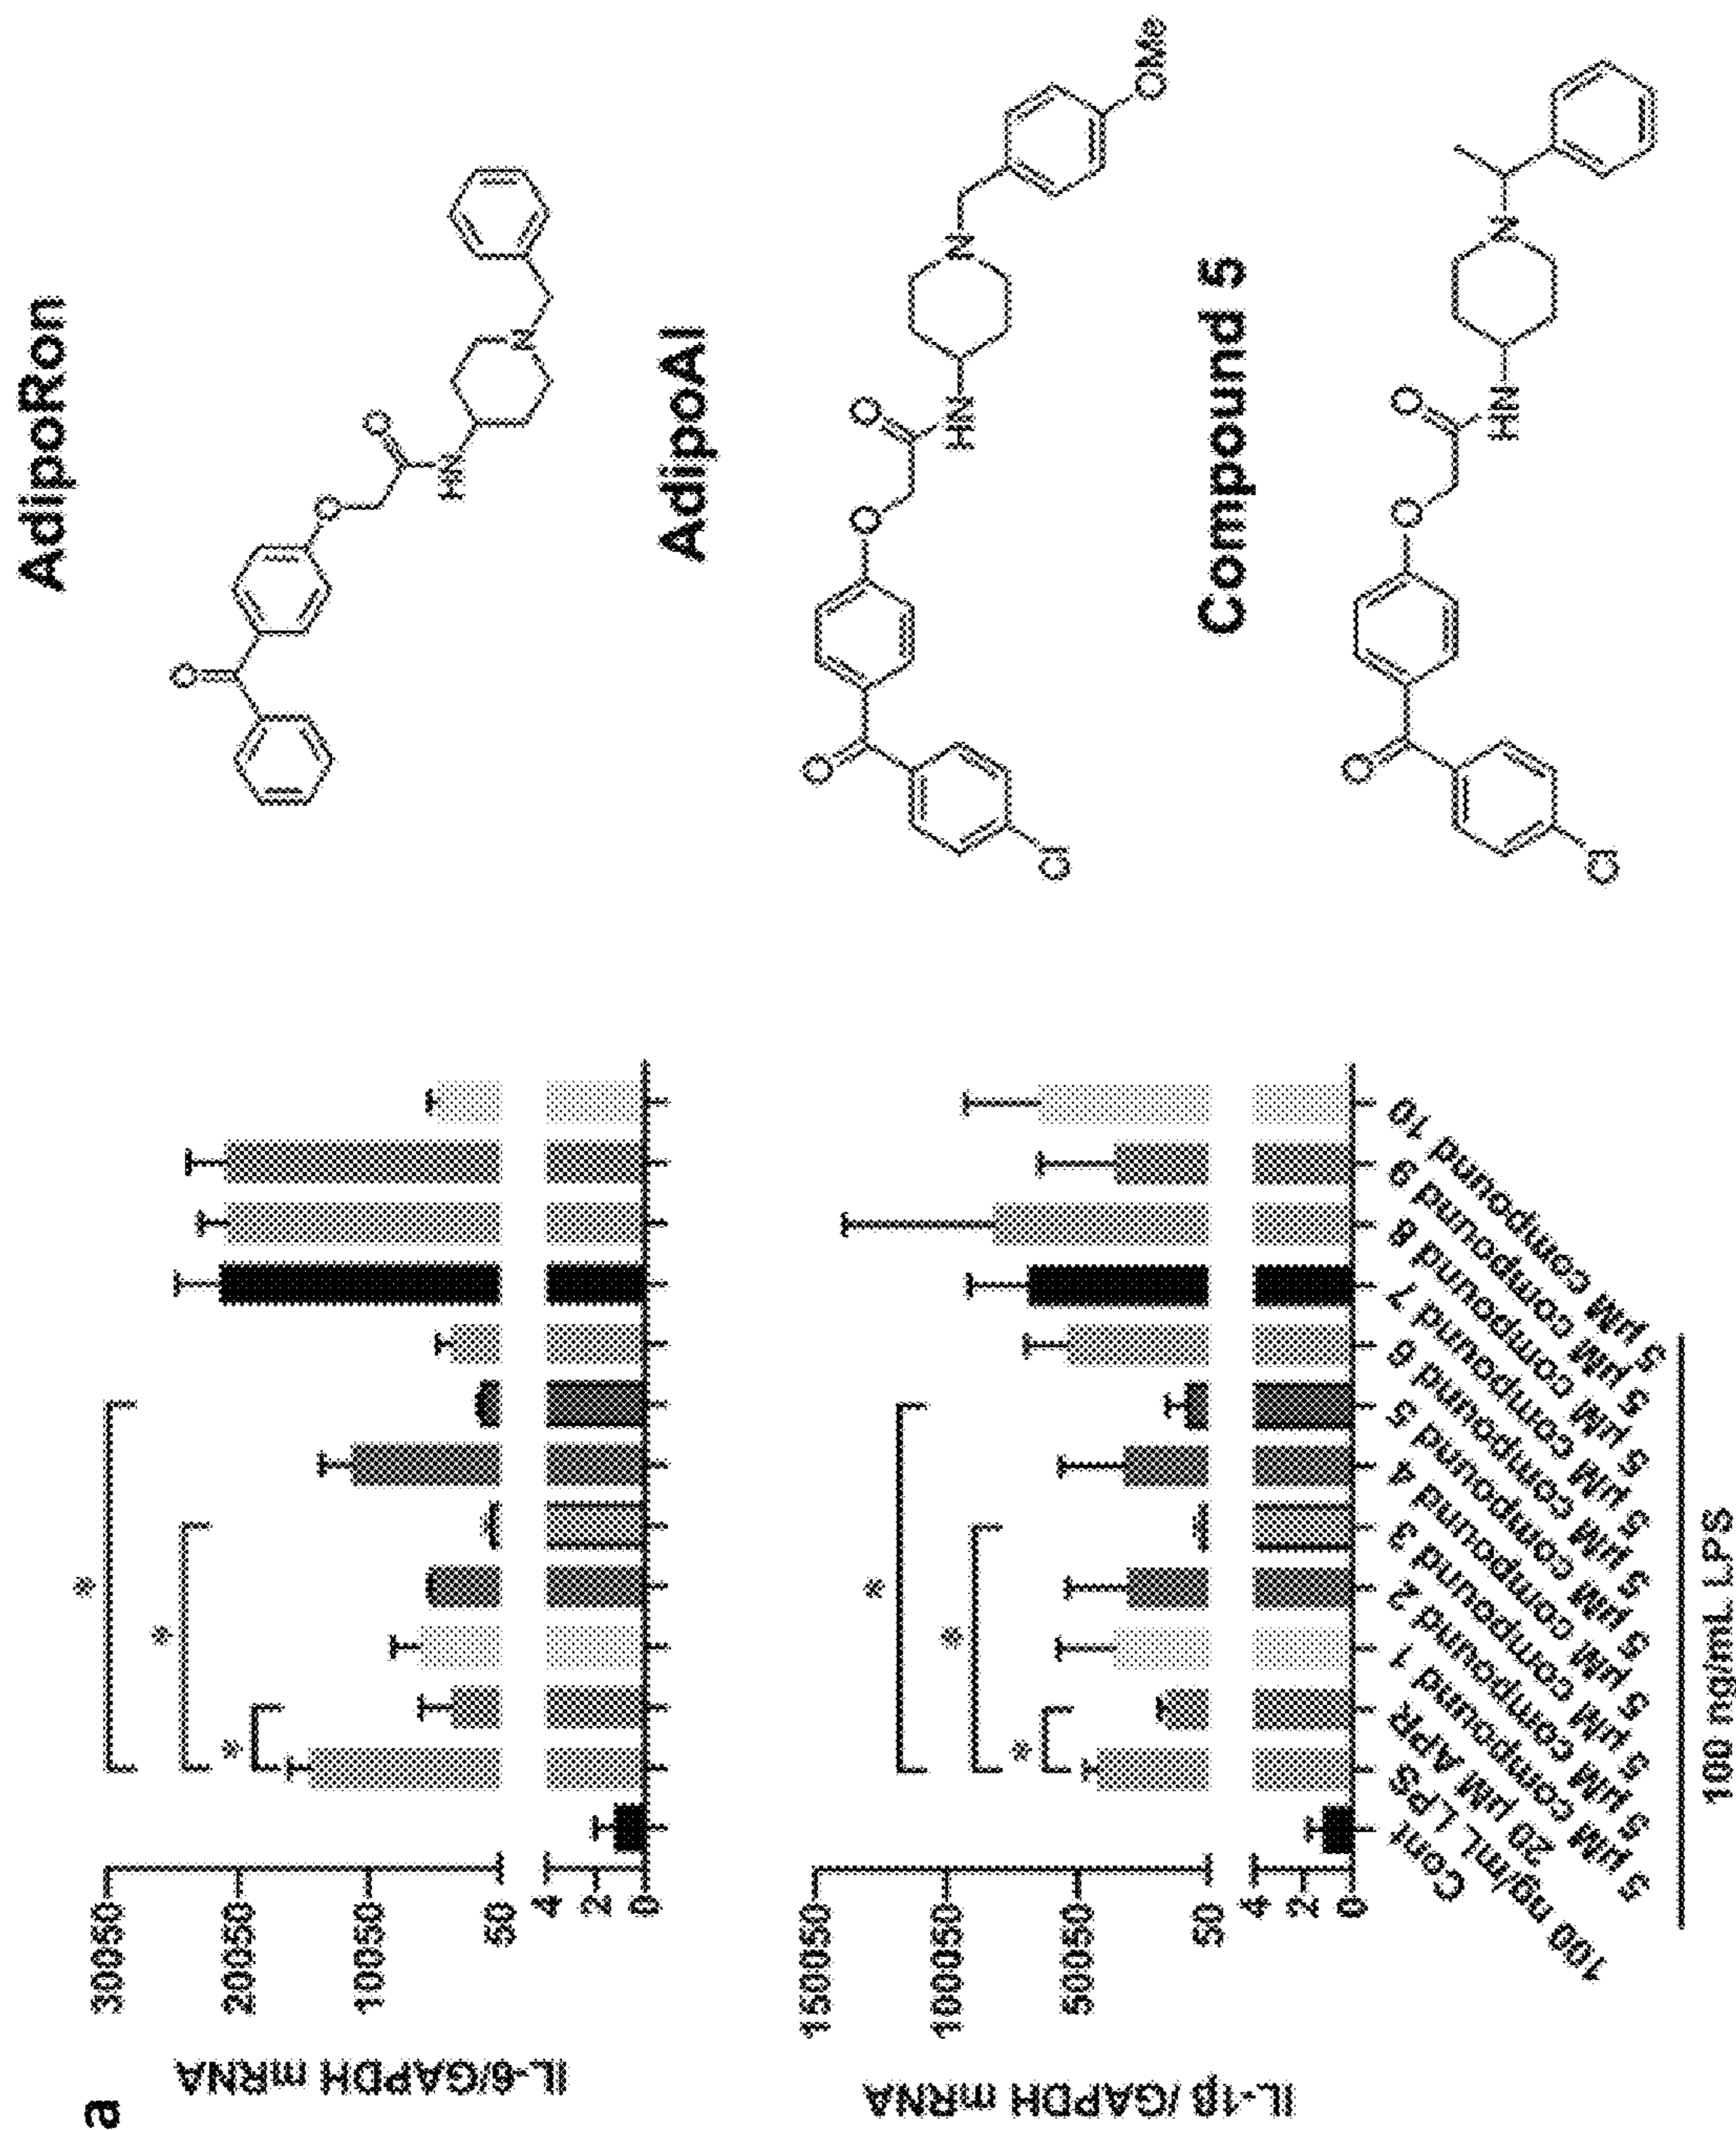 a
IL-6/GAPDH mRNA
30050
20050
10050
50
4
2
0
*
*
*
IL-1β /GAPDH mRNA
150050
100050
50050
50
4
2
0
*
*
*
Cont
100 ng/mL LPS
20 µM APR
5 µM compound 1
5 µM compound 2
5 µM compound 3
5 µM compound 4
5 µM compound 5
5 µM compound 6
5 µM compound 7
5 µM compound 8
5 µM compound 9
5 µM compound 10
100 ng/mL LPS
AdipoRon
O
O
O
N
H
N
AdipoAI
O
O
O
N
H
N
OMe
Cl
Compound 5
O
O
O
N
H
N
Cl